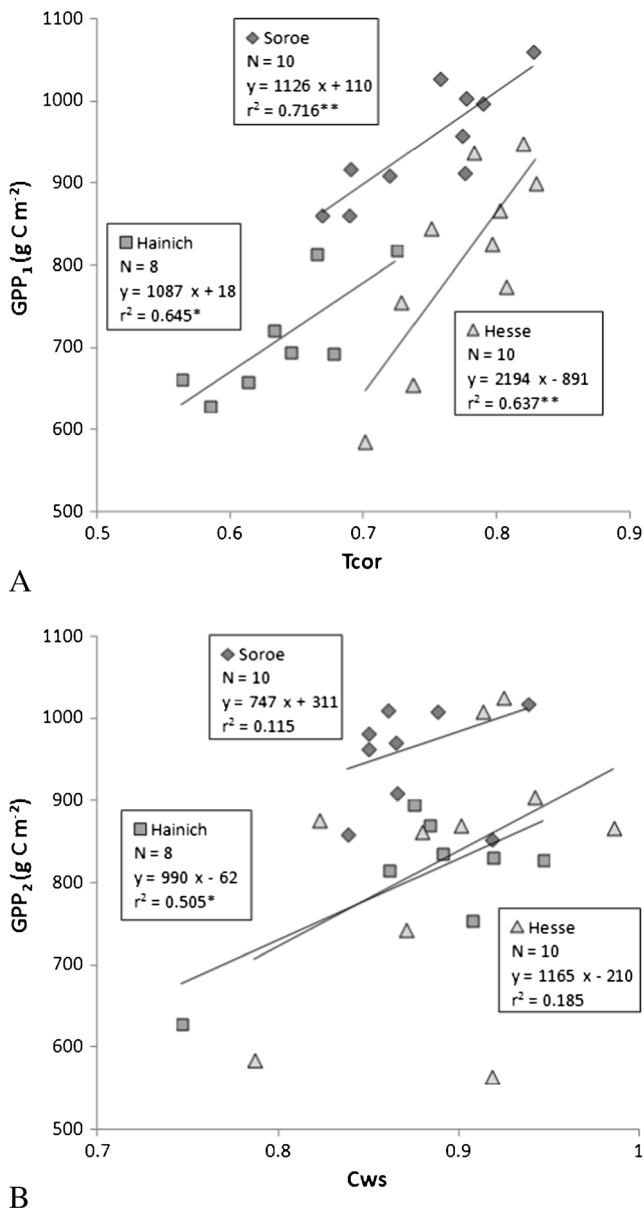 1100
1000
900
800
700
600
500
GPP₁ (g C m⁻²)
Soroe
N = 10
y = 1126 x + 110
r² = 0.716**
Hainich
N = 8
y = 1087 x + 18
r² = 0.645*
Hesse
N = 10
y = 2194 x - 891
r² = 0.637**
0.5 0.6 0.7 0.8 0.9
Tcor
A
1100
1000
900
800
700
600
500
GPP₂ (g C m⁻²)
Soroe
N = 10
y = 747 x + 311
r² = 0.115
Hainich
N = 8
y = 990 x - 62
r² = 0.505*
Hesse
N = 10
y = 1165 x - 210
r² = 0.185
0.7 0.8 0.9 1
Cws
B